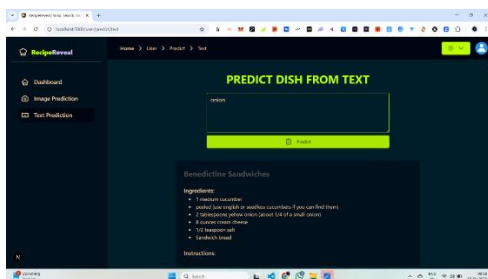 RecipeReveal
Home > User > Predict > Text
Dashboard
Image Prediction
Text Prediction
PREDICT DISH FROM TEXT
onion
Predict
Benedictine Sandwiches
Ingredients:
• 1 medium cucumber
• peeled (use english or seedless cucumbers if you can find them)
• 2 tablespoons yellow onion (about 1/4 of a small onion)
• 8 ounces cream cheese
• 1/2 teaspoon salt
• Sandwich bread
Instructions:
N
Upcoming
Search